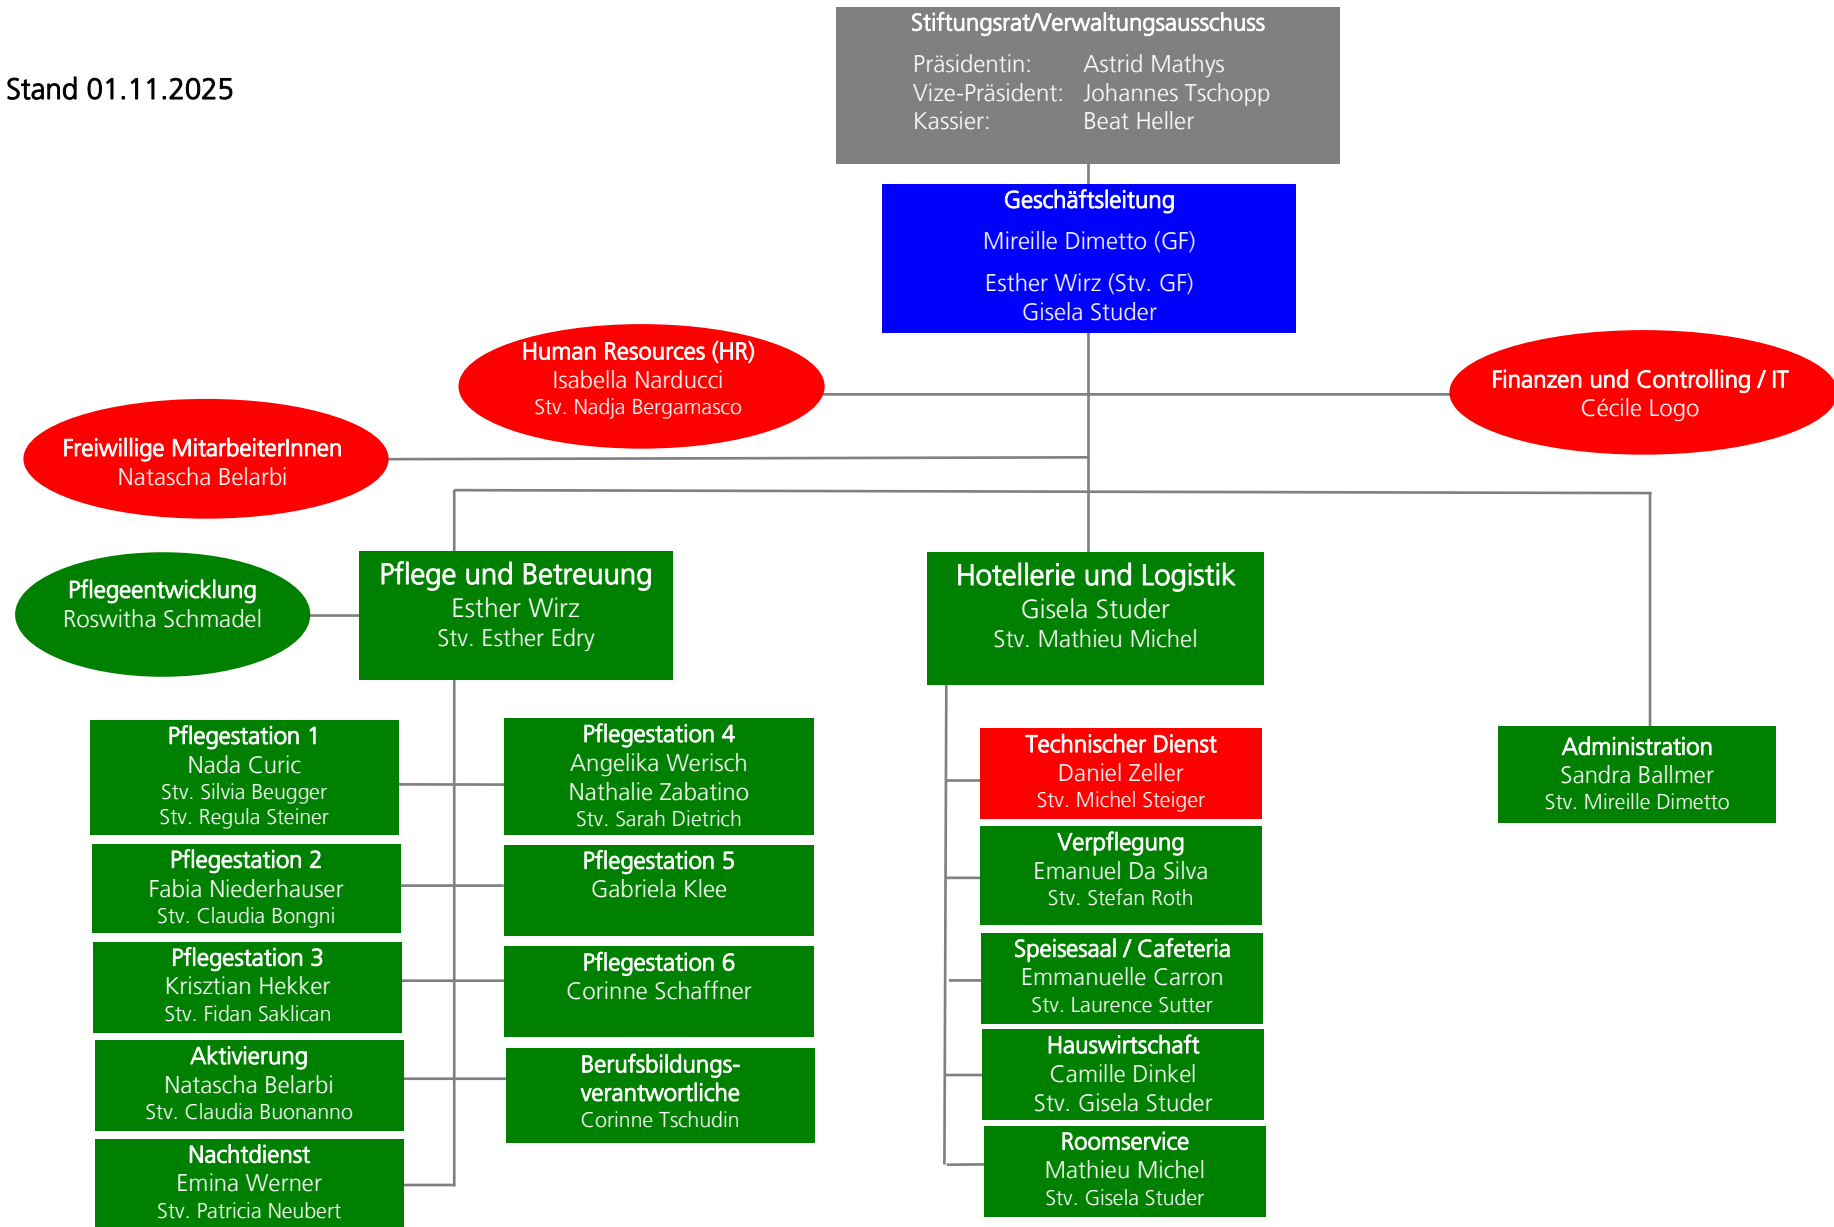 Stand 01.11.2025
Stiftungsrat/Verwaltungsausschuss
Präsidentin: Astrid Mathys
Vize-Präsident: Johannes Tschopp
Kassier: Beat Heller
Geschäftsleitung
Mireille Dimetto (GF)
Esther Wirz (Stv. GF)
Gisela Studer
Human Resources (HR)
Isabella Narducci
Stv. Nadja Bergamasco
Finanzen und Controlling / IT
Cécile Logo
Freiwillige MitarbeiterInnen
Natascha Belarbi
Pflegeentwicklung
Roswitha Schmadel
Pflege und Betreuung
Esther Wirz
Stv. Esther Edry
Hotellerie und Logistik
Gisela Studer
Stv. Mathieu Michel
Pflegestation 1
Nada Curic
Stv. Silvia Beugger
Stv. Regula Steiner
Pflegestation 2
Fabia Niederhauser
Stv. Claudia Bongni
Pflegestation 3
Krisztian Hekker
Stv. Fidan Saklican
Aktivierung
Natascha Belarbi
Stv. Claudia Buonanno
Nachtdienst
Emina Werner
Stv. Patricia Neubert
Pflegestation 4
Angelika Werisch
Nathalie Zabatino
Stv. Sarah Dietrich
Pflegestation 5
Gabriela Klee
Pflegestation 6
Corinne Schaffner
Berufsbildungs-
verantwortliche
Corinne Tschudin
Technischer Dienst
Daniel Zeller
Stv. Michel Steiger
Verpflegung
Emanuel Da Silva
Stv. Stefan Roth
Speisesaal / Cafeteria
Emmanuelle Carron
Stv. Laurence Sutter
Hauswirtschaft
Camille Dinkel
Stv. Gisela Studer
Roomservice
Mathieu Michel
Stv. Gisela Studer
Administration
Sandra Ballmer
Stv. Mireille Dimetto